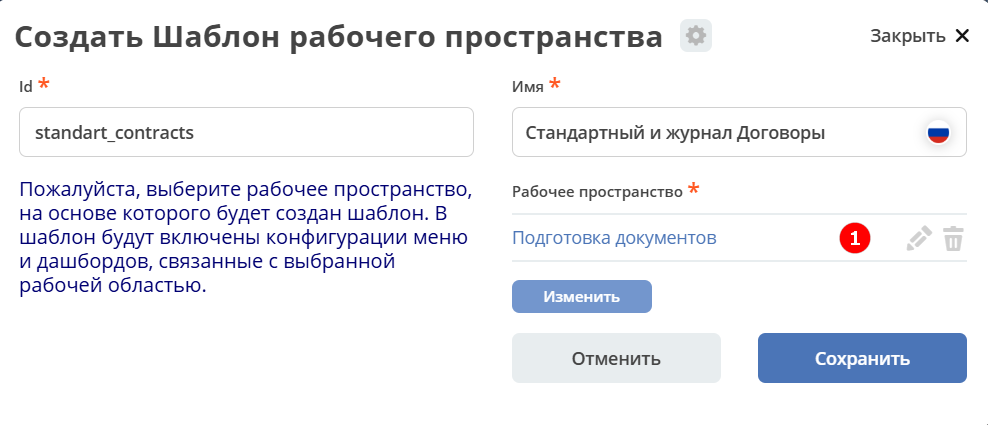 Создать Шаблон рабочего пространства
Закрыть
Id *
standart_contracts
Имя *
Стандартный и журнал Договоры
Пожалуйста, выберите рабочее пространство,
на основе которого будет создан шаблон. В
шаблон будут включены конфигурации меню
и дашбордов, связанные с выбранной
рабочей областью.
Рабочее пространство *
Подготовка документов
1
Изменить
Отменить
Сохранить